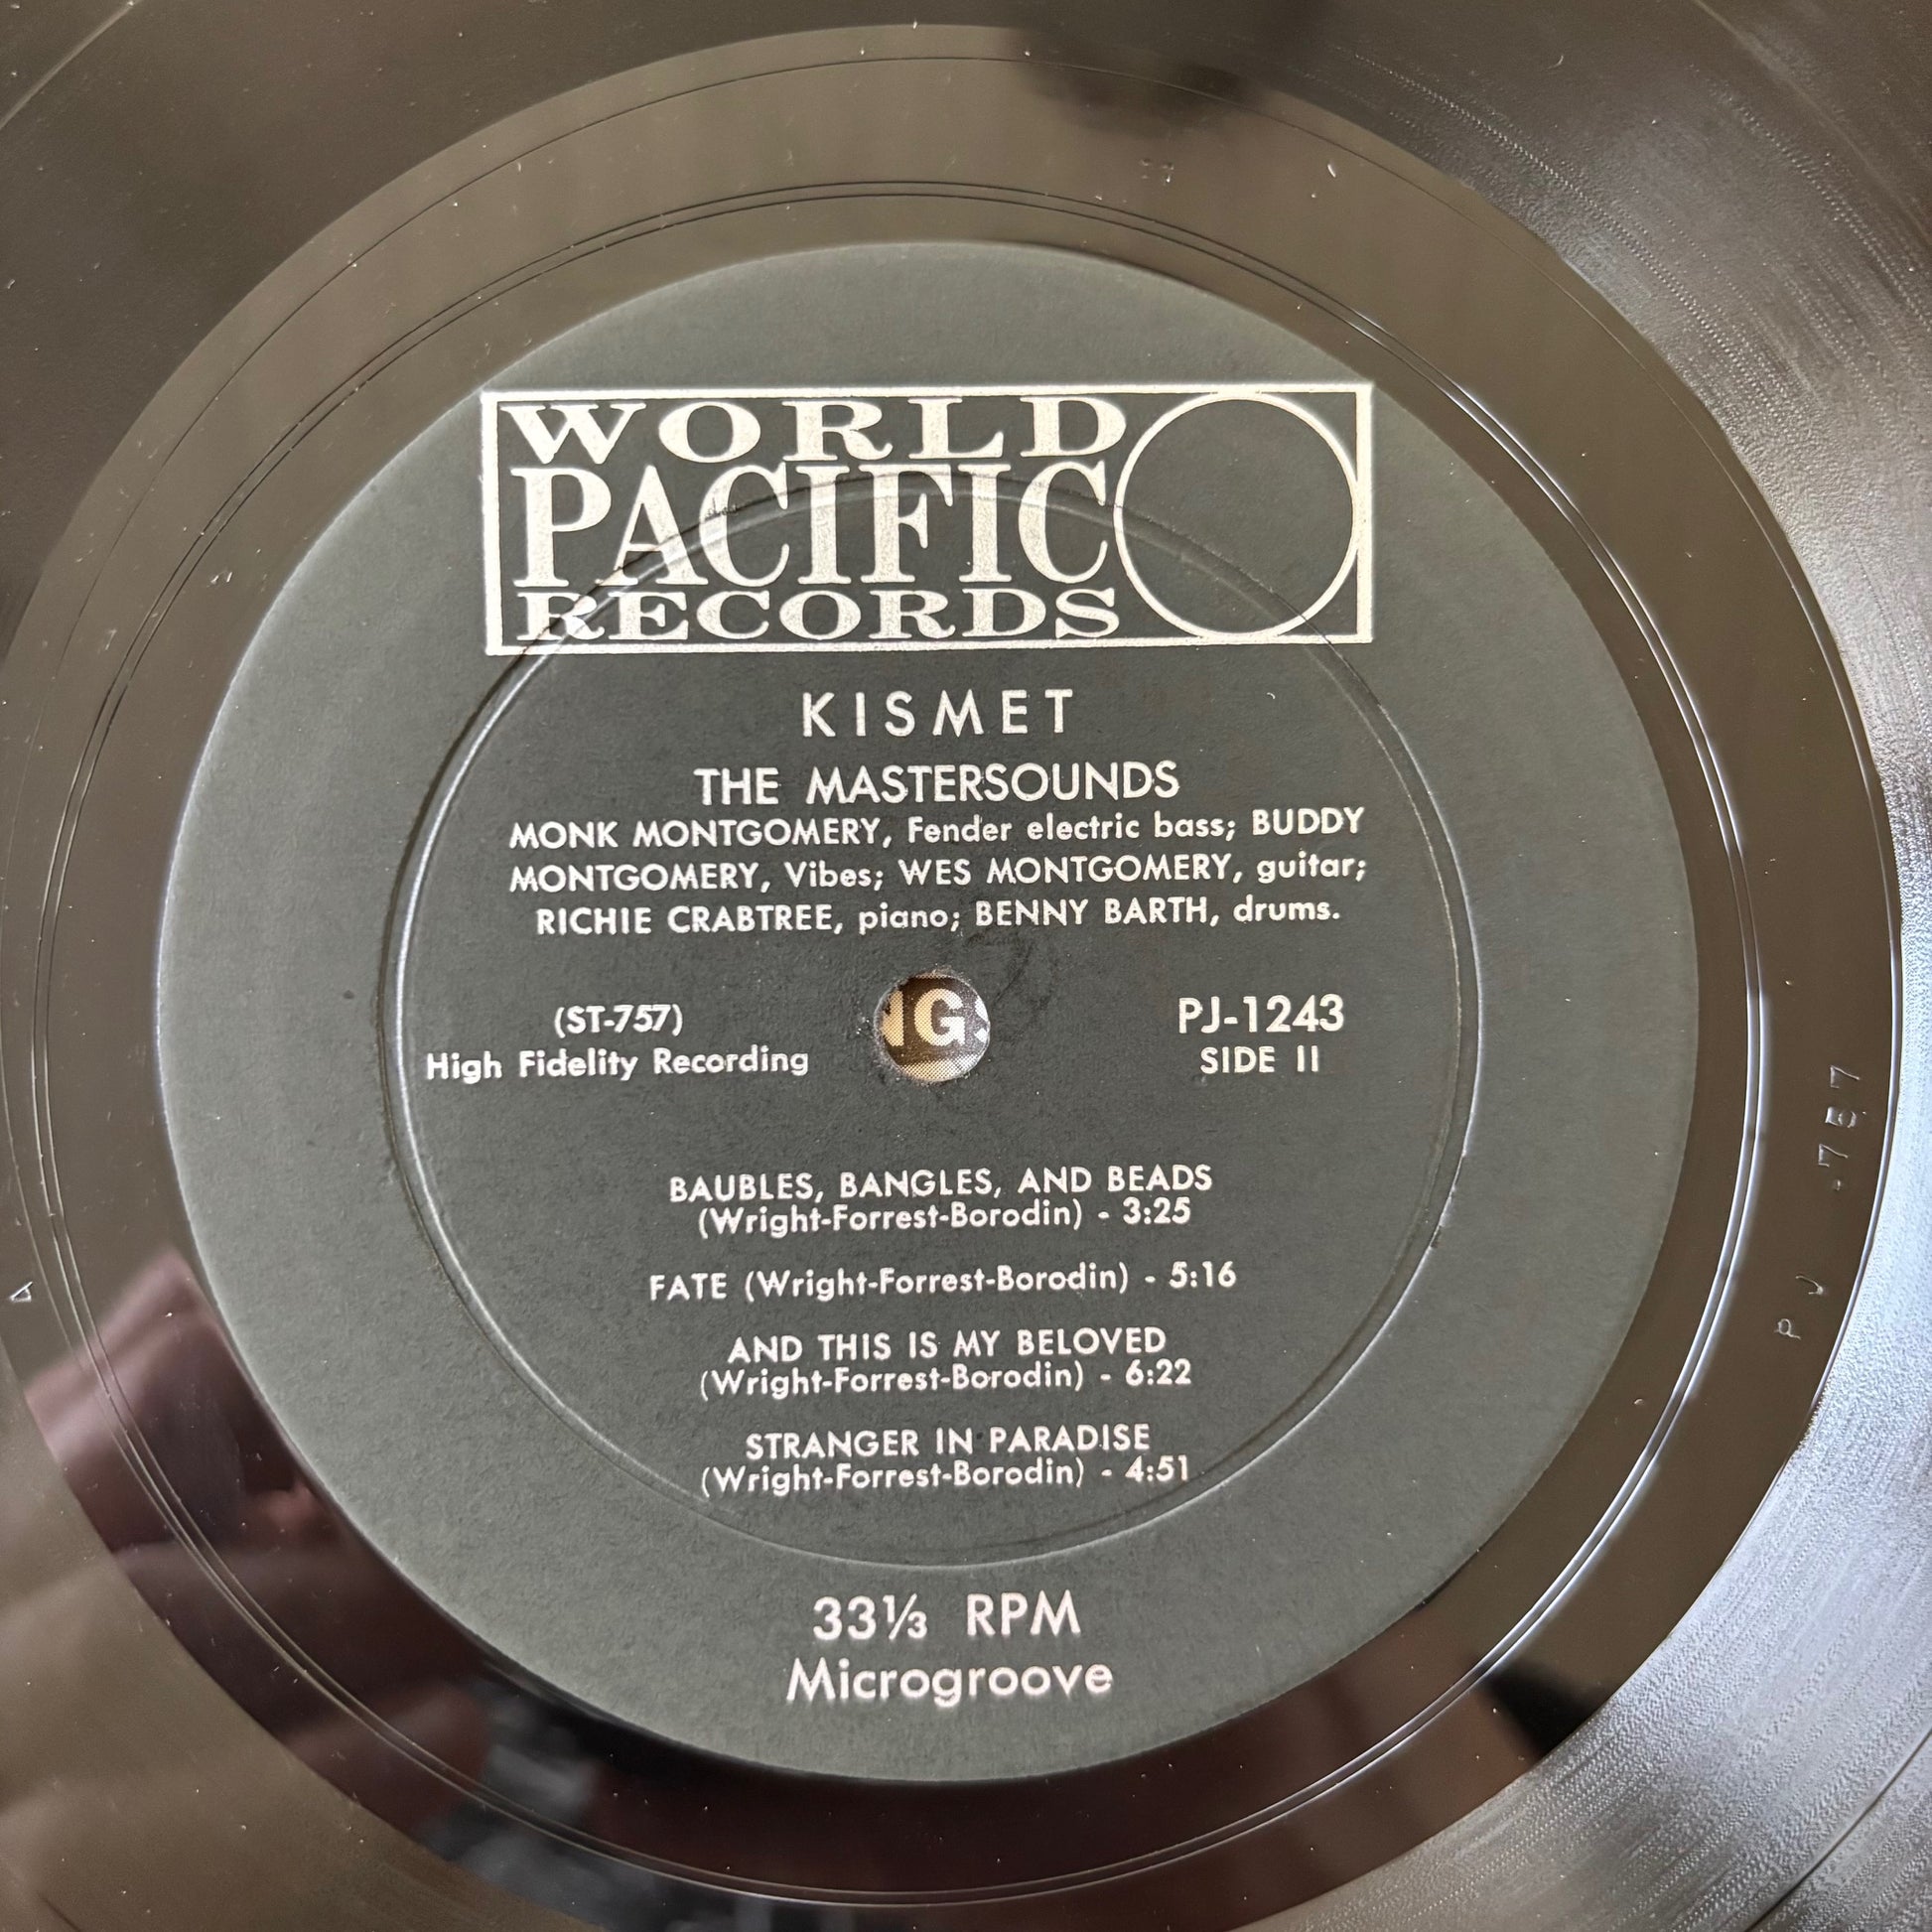 WORLD
PACIFIC
RECORDS
KISMET
THE MASTERSOUNDS
MONK MONTGOMERY, Fender electric bass; BUDDY
MONTGOMERY, Vibes; WES MONTGOMERY, guitar;
RICHIE CRABTREE, piano; BENNY BARTH, drums.
(ST-757)
High Fidelity Recording
NGS
PJ-1243
SIDE II
BAUBLES, BANGLES, AND BEADS
(Wright-Forrest-Borodin) - 3:25
FATE (Wright-Forrest-Borodin) - 5:16
AND THIS IS MY BELOVED
(Wright-Forrest-Borodin) - 6:22
STRANGER IN PARADISE
(Wright-Forrest-Borodin) - 4:51
33⅓ RPM
Microgroove
PJ-757
A